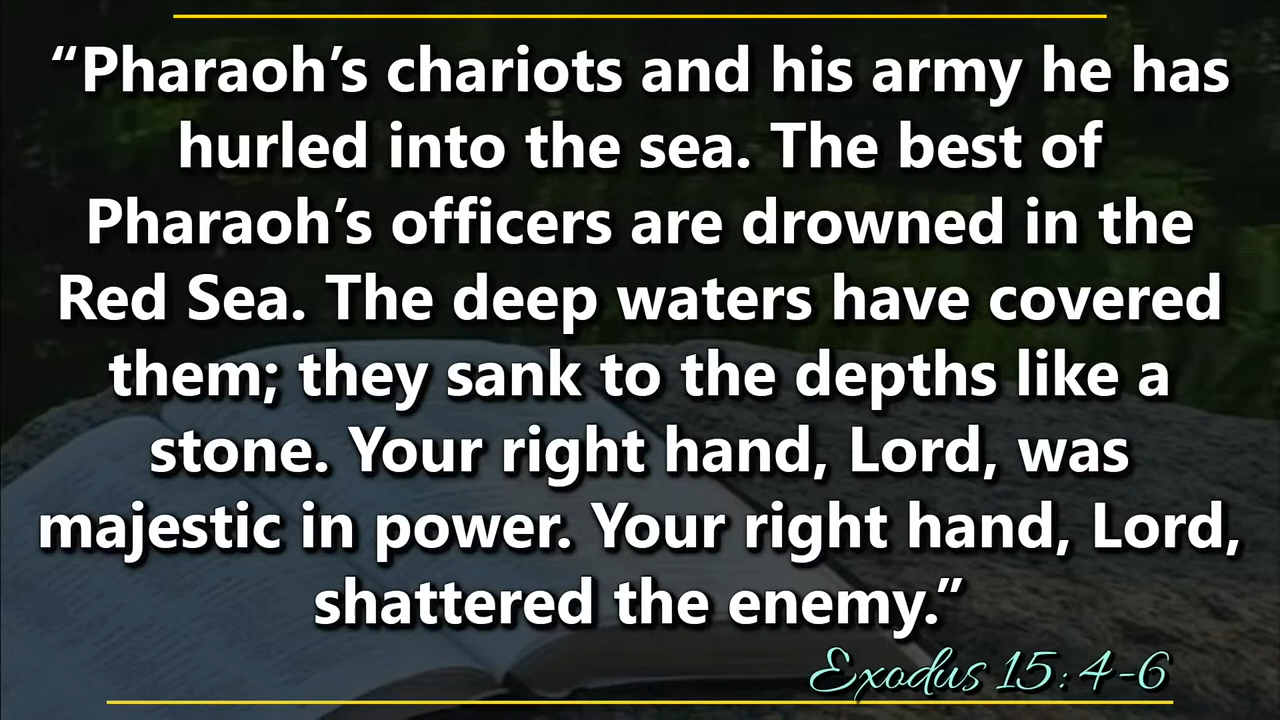 “Pharaoh’s chariots and his army he has
hurled into the sea. The best of
Pharaoh’s officers are drowned in the
Red Sea. The deep waters have covered
them; they sank to the depths like a
stone. Your right hand, Lord, was
majestic in power. Your right hand, Lord,
shattered the enemy.”
Exodus 15:4-6